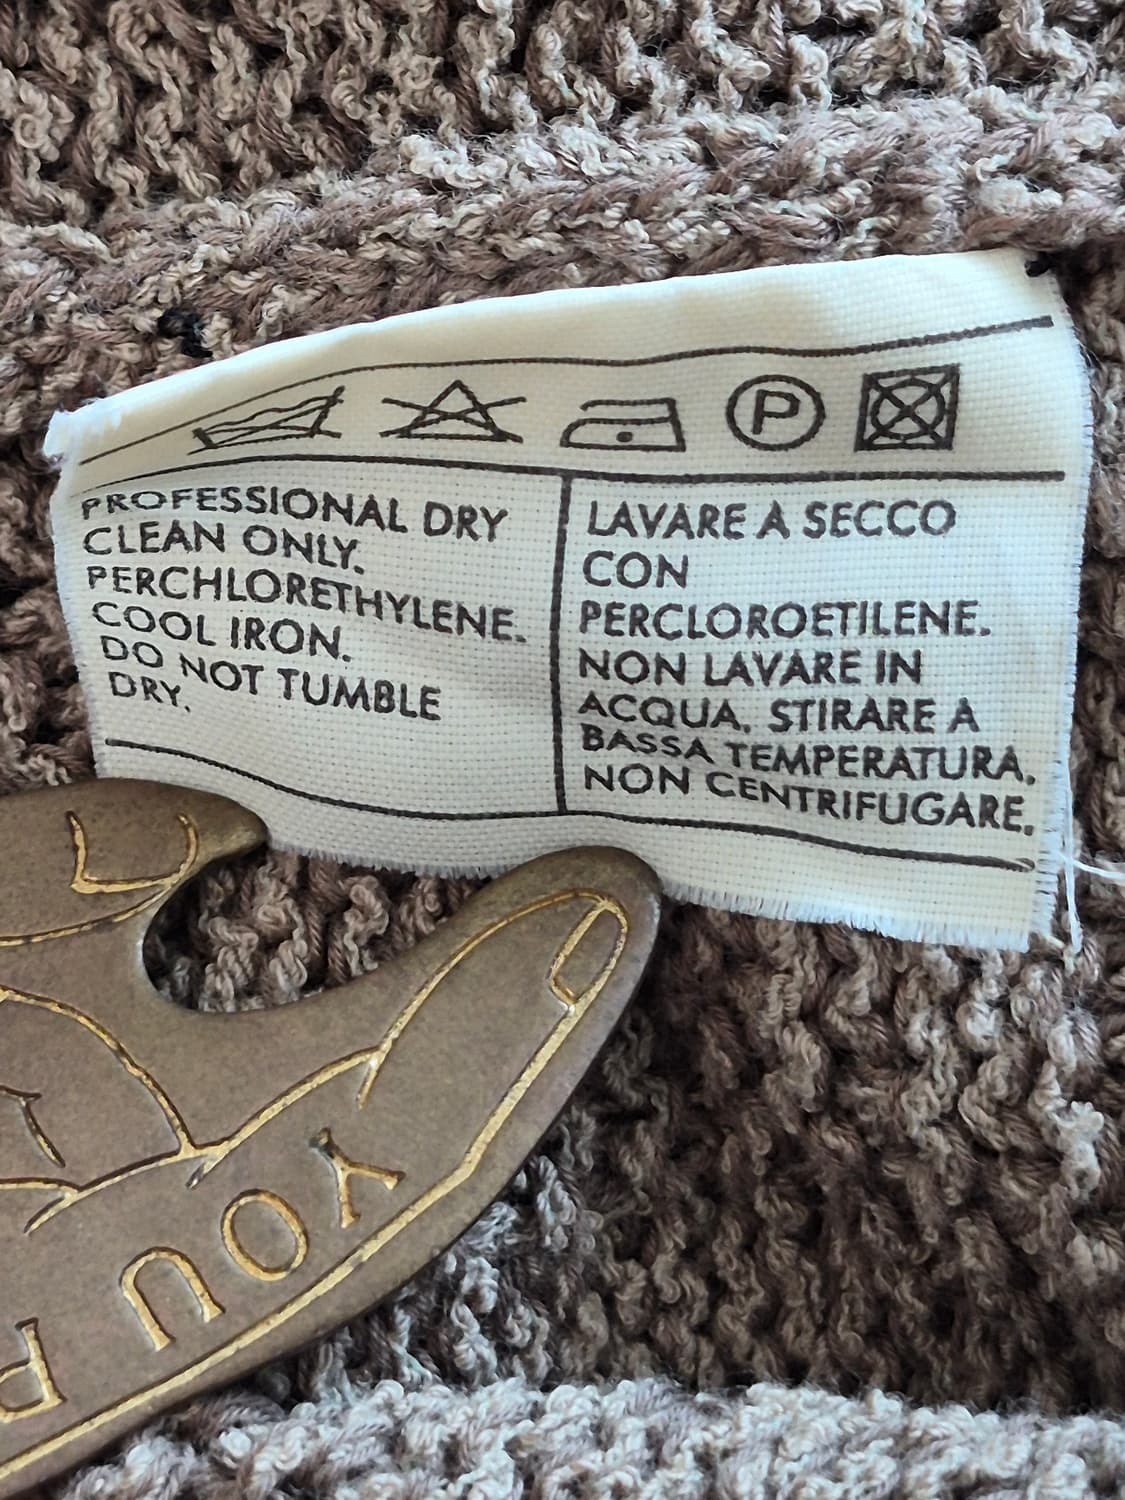 P
PROFESSIONAL DRY
CLEAN ONLY.
PERCHLORETHYLENE.
COOL IRON.
DO NOT TUMBLE
DRY.
LAVARE A SECCO
CON
PERCLOROETILENE.
NON LAVARE IN
ACQUA. STIRARE A
BASSA TEMPERATURA.
NON CENTRIFUGARE.
YOU